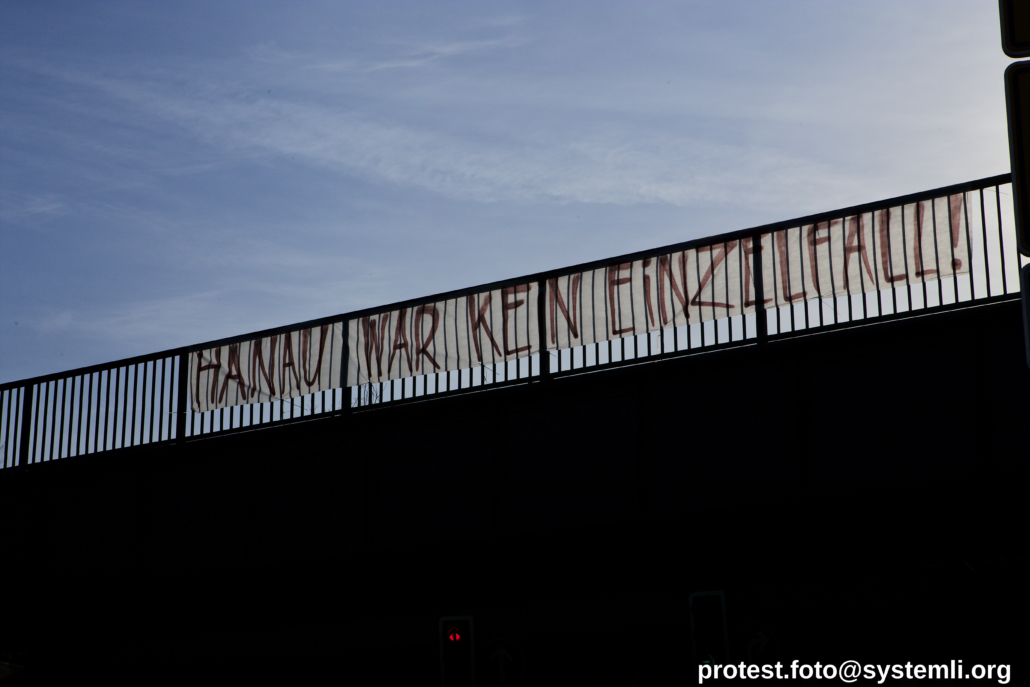 HANAU WAR KEIN EINZELFALL!
protest.foto@systemli.org